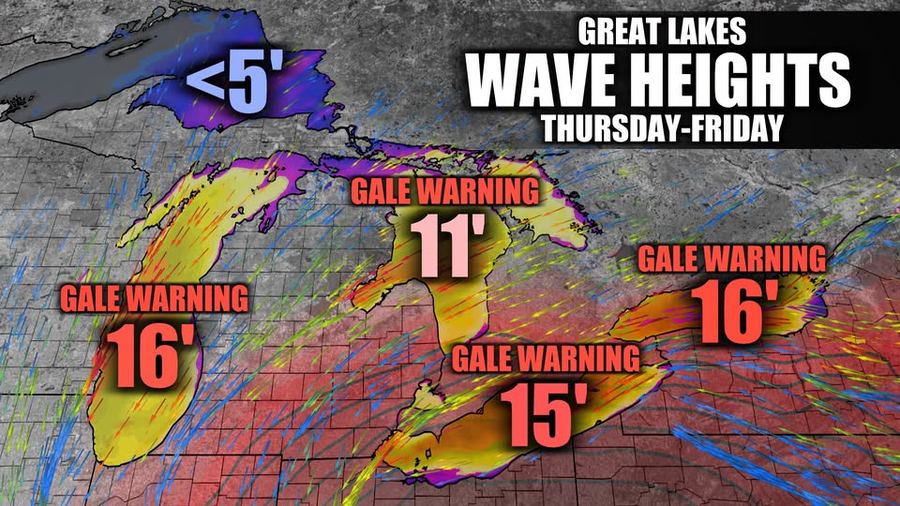 GREAT LAKES
WAVE HEIGHTS
THURSDAY-FRIDAY
<5'
GALE WARNING
11'
GALE WARNING
16'
GALE WARNING
16'
GALE WARNING
15'